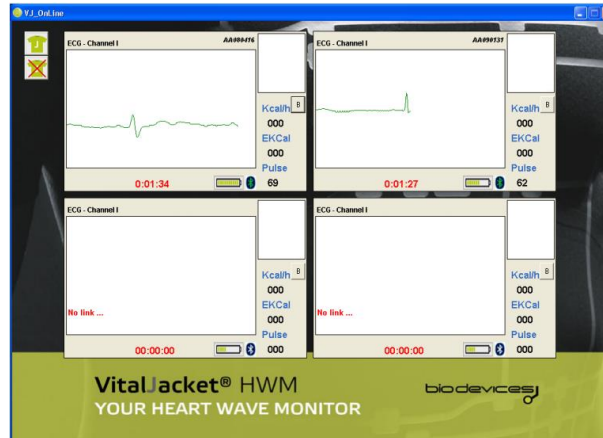 VJ_OnLine
ECG - Channel I
AA080416
Kcal/h
B
000
EKCal
000
Pulse
0:01:34
69
ECG - Channel I
AA090131
Kcal/h
B
000
EKCal
000
Pulse
0:01:27
62
ECG - Channel I
Kcal/h
B
000
No link ...
EKCal
000
Pulse
00:00:00
000
ECG - Channel I
Kcal/h
B
000
No link ...
EKCal
000
Pulse
00:00:00
000
VitalJacket® HWM
biodevices
YOUR HEART WAVE MONITOR